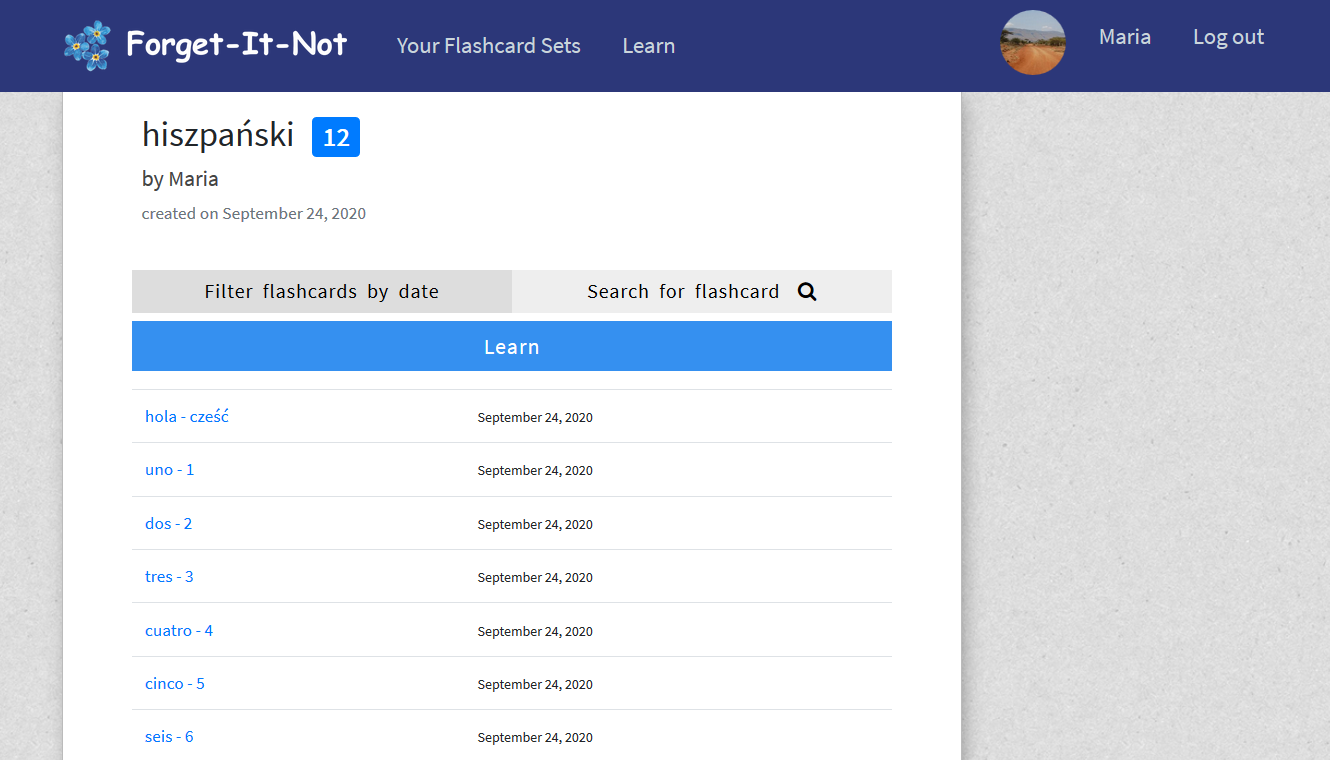 Forget-It-Not Your Flashcard Sets Learn Maria Log out
hiszpański 12
by Maria
created on September 24, 2020
Filter flashcards by date Search for flashcard
Learn
hola - cześć September 24, 2020
uno - 1 September 24, 2020
dos - 2 September 24, 2020
tres - 3 September 24, 2020
cuatro - 4 September 24, 2020
cinco - 5 September 24, 2020
seis - 6 September 24, 2020